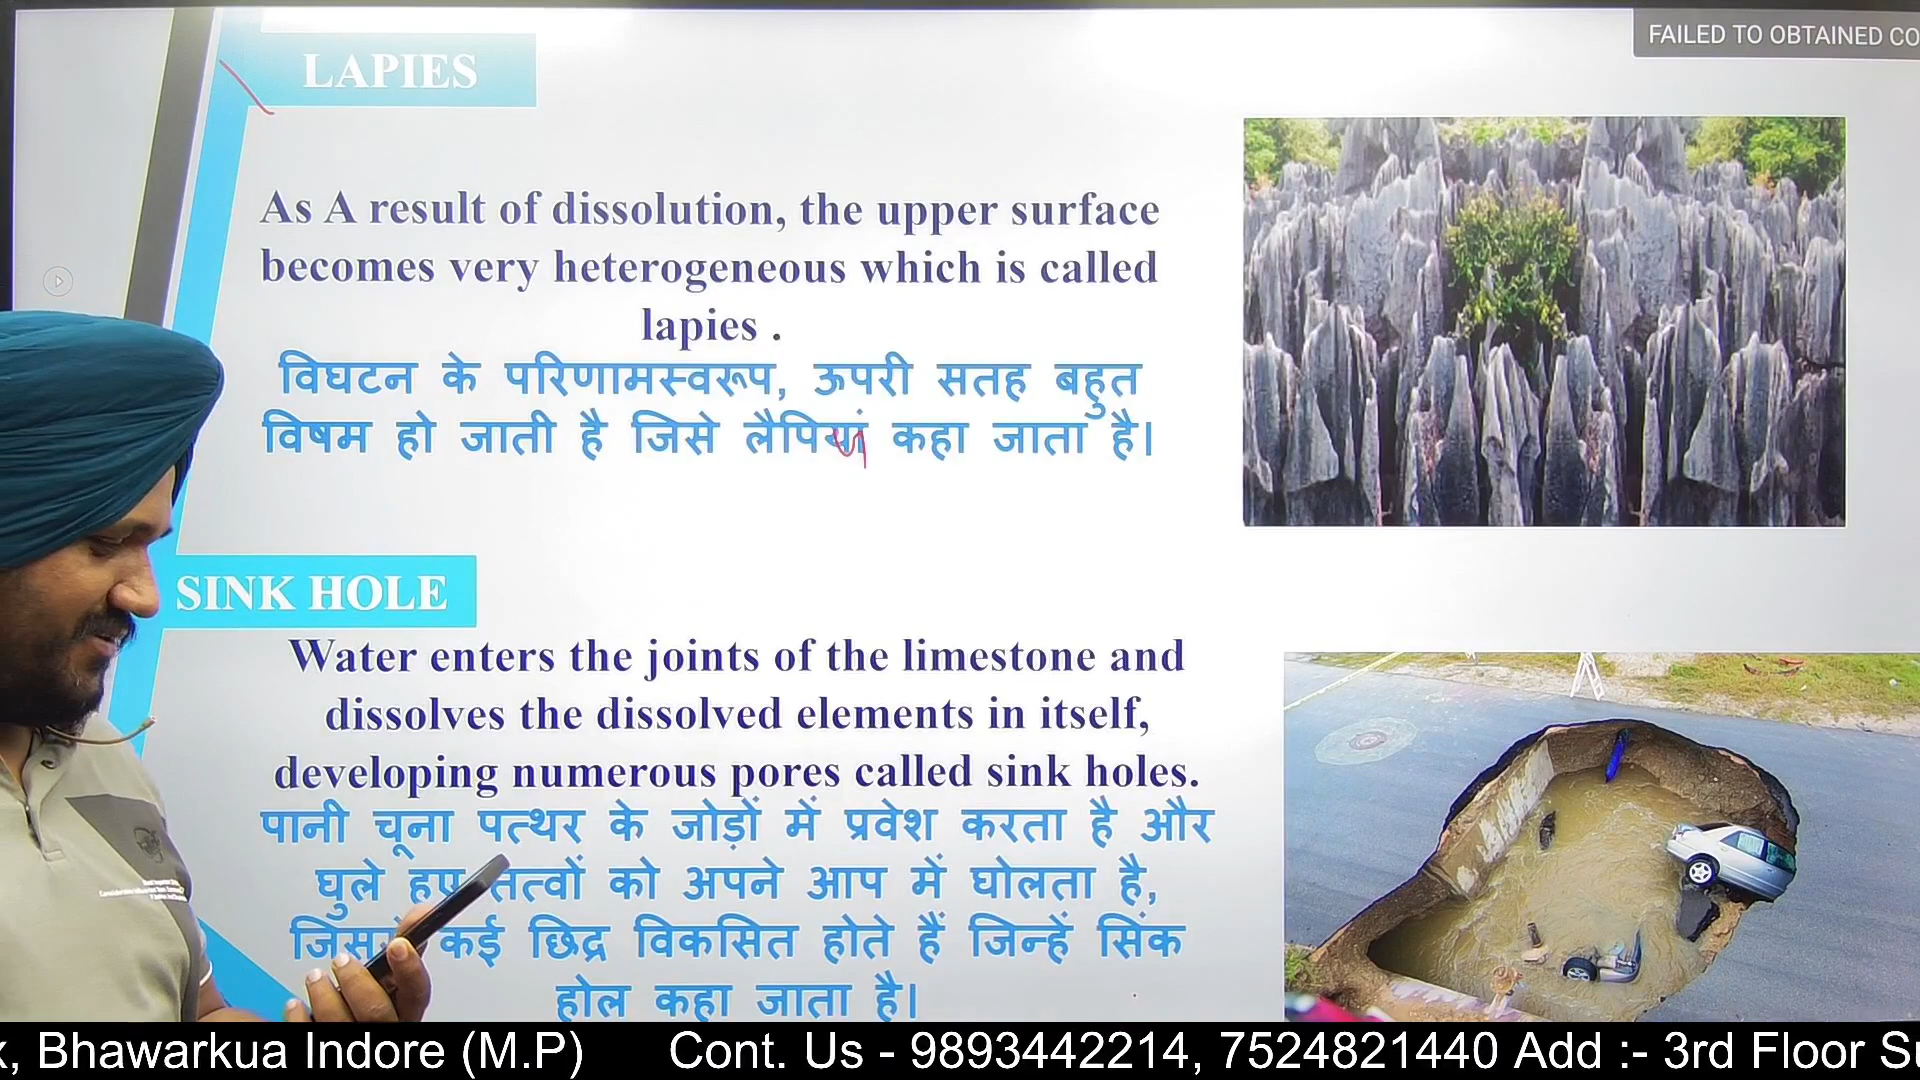 FAILED TO OBTAINED CO
LAPIES
As A result of dissolution, the upper surface
becomes very heterogeneous which is called
lapies .
विघटन के परिणामस्वरूप, ऊपरी सतह बहुत
विषम हो जाती है जिसे लैपियां कहा जाता है।
SINK HOLE
Water enters the joints of the limestone and
dissolves the dissolved elements in itself,
developing numerous pores called sink holes.
पानी चूना पत्थर के जोड़ों में प्रवेश करता है और
घुले हुए तत्वों को अपने आप में घोलता है,
जिससे कई छिद्र विकसित होते हैं जिन्हें सिंक
होल कहा जाता है।
x, Bhawarkua Indore (M.P) Cont. Us - 9893442214, 7524821440 Add :- 3rd Floor Su